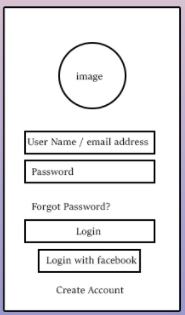 image
User Name / email address
Password
Forgot Password?
Login
Login with facebook
Create Account